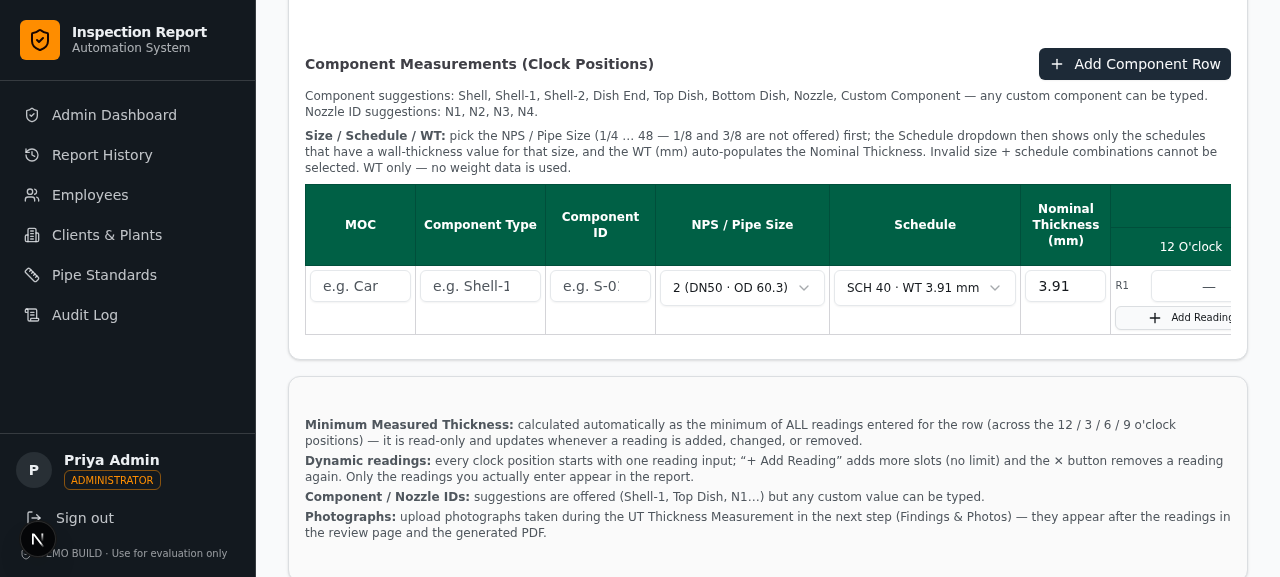 Inspection Report
Automation System
Admin Dashboard
Report History
Employees
Clients & Plants
Pipe Standards
Audit Log
P
Priya Admin
ADMINISTRATOR
Sign out
N
EMO BUILD · Use for evaluation only
Component Measurements (Clock Positions)
+ Add Component Row
Component suggestions: Shell, Shell-1, Shell-2, Dish End, Top Dish, Bottom Dish, Nozzle, Custom Component — any custom component can be typed.
Nozzle ID suggestions: N1, N2, N3, N4.
Size / Schedule / WT: pick the NPS / Pipe Size (1/4 … 48 — 1/8 and 3/8 are not offered) first; the Schedule dropdown then shows only the schedules
that have a wall-thickness value for that size, and the WT (mm) auto-populates the Nominal Thickness. Invalid size + schedule combinations cannot be
selected. WT only — no weight data is used.
MOC
Component Type
Component
ID
NPS / Pipe Size
Schedule
Nominal
Thickness
(mm)
12 O'clock
e.g. Car
e.g. Shell-1
e.g. S-0
2 (DN50 · OD 60.3)
SCH 40 · WT 3.91 mm
3.91
R1
—
+ Add Reading
Minimum Measured Thickness: calculated automatically as the minimum of ALL readings entered for the row (across the 12 / 3 / 6 / 9 o'clock
positions) — it is read-only and updates whenever a reading is added, changed, or removed.
Dynamic readings: every clock position starts with one reading input; “+ Add Reading” adds more slots (no limit) and the ✕ button removes a reading
again. Only the readings you actually enter appear in the report.
Component / Nozzle IDs: suggestions are offered (Shell-1, Top Dish, N1…) but any custom value can be typed.
Photographs: upload photographs taken during the UT Thickness Measurement in the next step (Findings & Photos) — they appear after the readings in
the review page and the generated PDF.